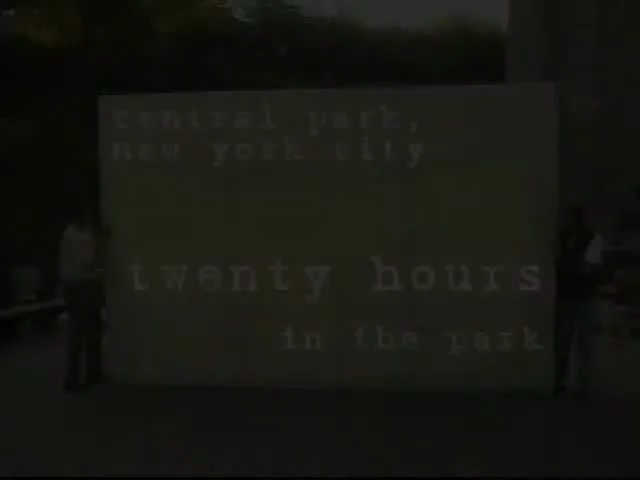 central park,
new york city
twenty hours
in the park